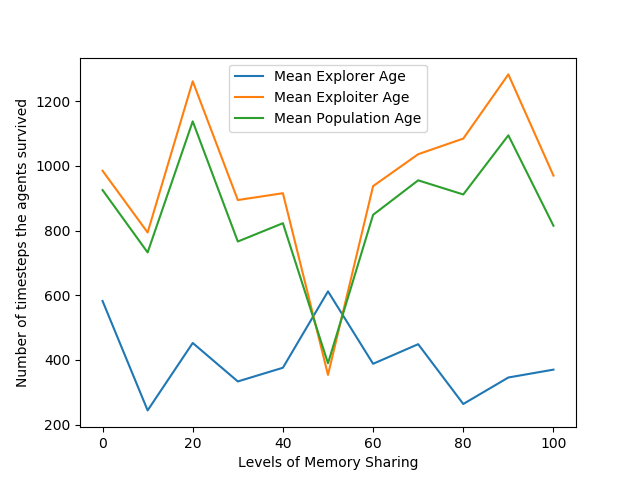 Mean Explorer Age
Mean Exploiter Age
Mean Population Age
Number of timesteps the agents survived
1200
1000
800
600
400
200
0 20 40 60 80 100
Levels of Memory Sharing